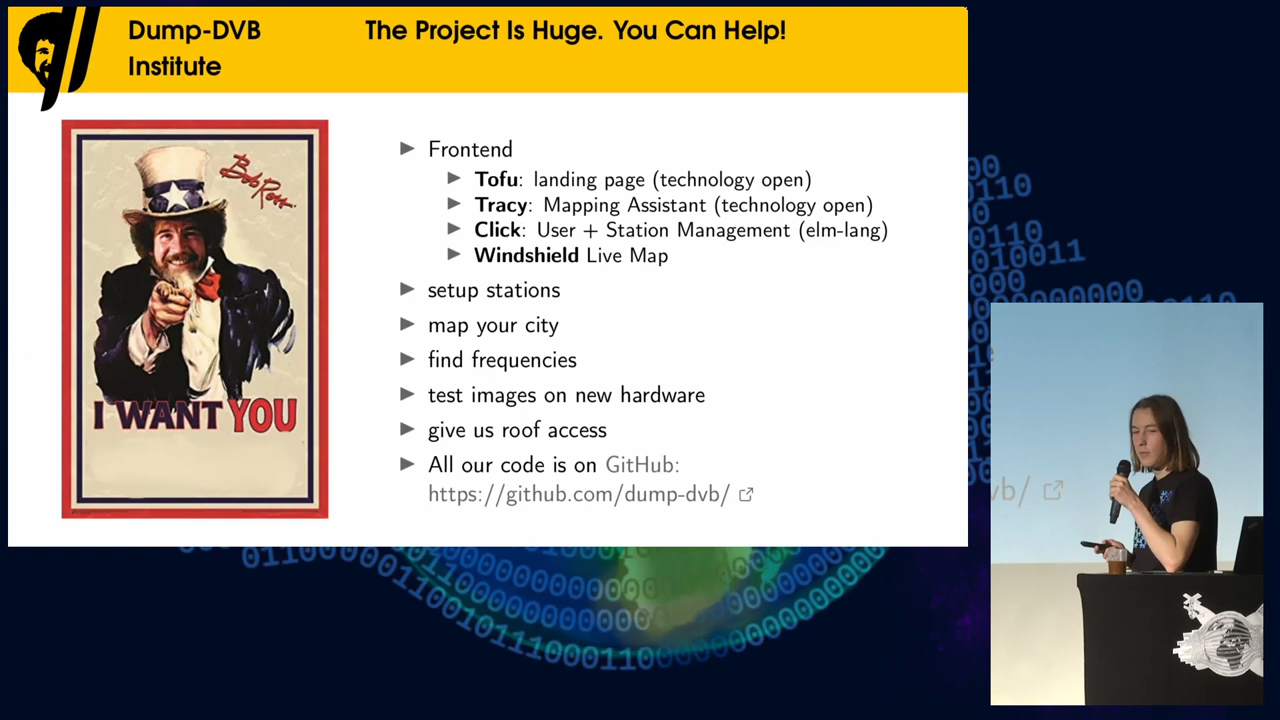 Dump-DVB
Institute
The Project Is Huge. You Can Help!
Bob Ross
I WANT YOU
Frontend
Tofu: landing page (technology open)
Tracy: Mapping Assistant (technology open)
Click: User + Station Management (elm-lang)
Windshield Live Map
setup stations
map your city
find frequencies
test images on new hardware
give us roof access
All our code is on GitHub:
https://github.com/dump-dvb/
vb/